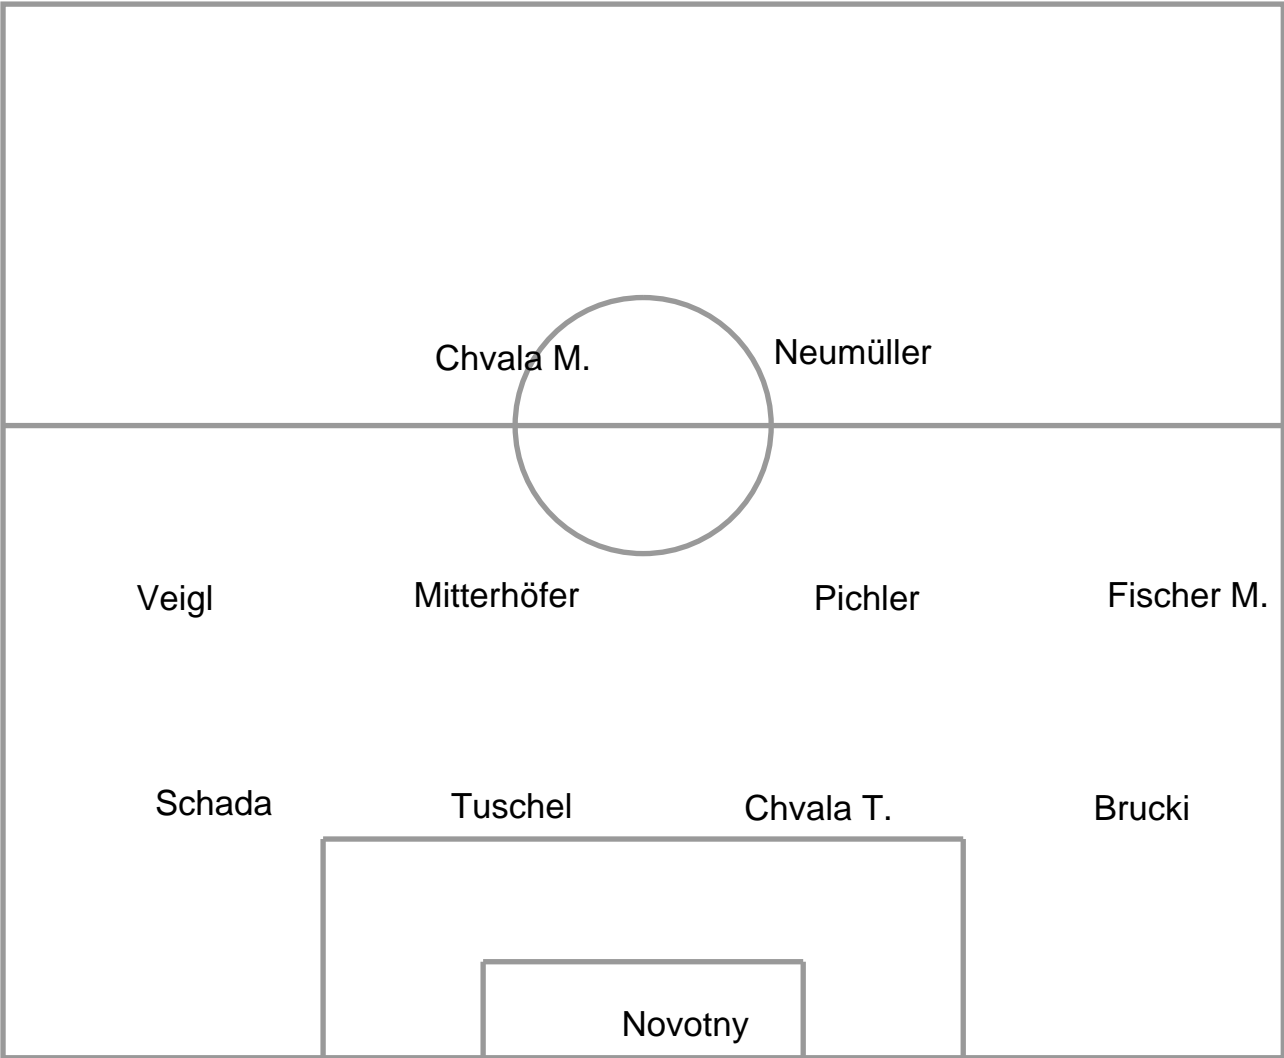 Chvala M.
Neumüller
Veigl
Mitterhöfer
Pichler
Fischer M.
Schada
Tuschel
Chvala T.
Brucki
Novotny